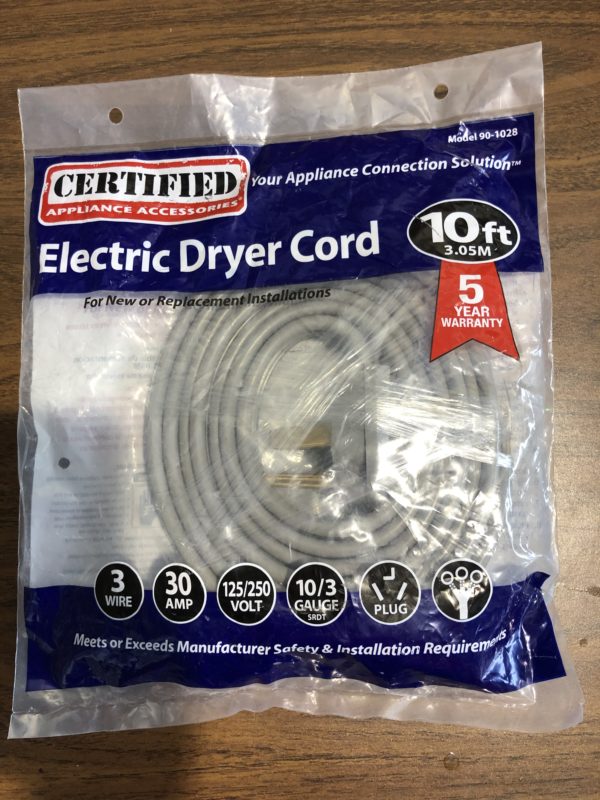 Model 90-1028
CERTIFIED
APPLIANCE ACCESSORIES®
Your Appliance Connection Solution™
Electric Dryer Cord
10ft
3.05M
For New or Replacement Installations
5
YEAR
WARRANTY
3
WIRE
30
AMP
125/250
VOLT
10/3
GAUGE
SRDT
PLUG
Meets or Exceeds Manufacturer Safety & Installation Requirements